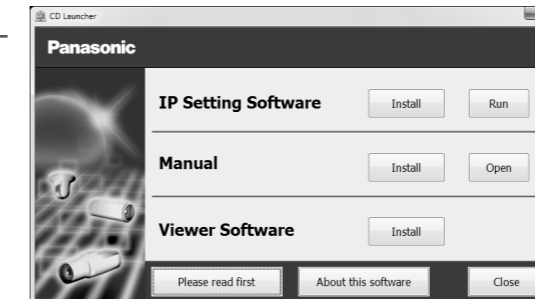 CD Launcher
Panasonic
IP Setting Software Install Run
Manual Install Open
Viewer Software Install
Please read first About this software Close